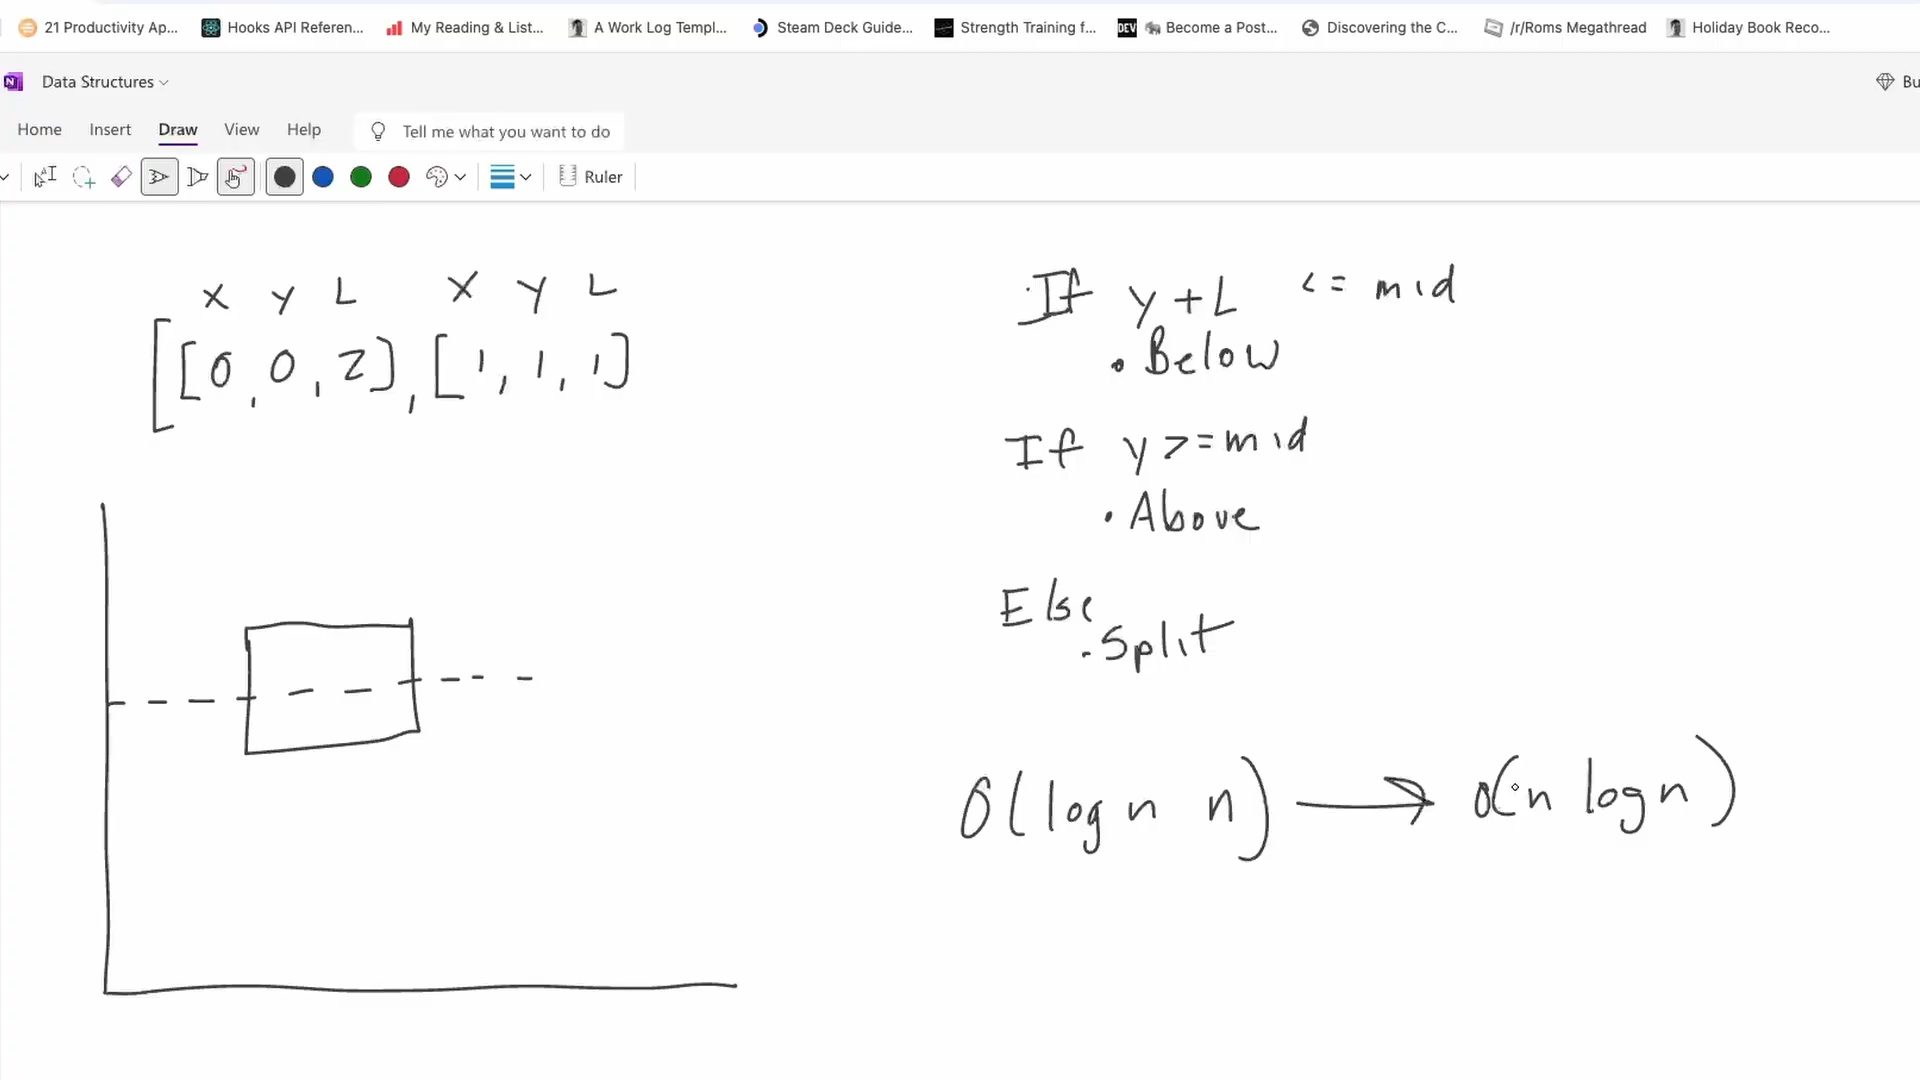 21 Productivity Ap... Hooks API Referen... My Reading & List... A Work Log Templ... Steam Deck Guide... Strength Training f... DEV Become a Post... Discovering the C... /r/Roms Megathread Holiday Book Reco...
Data Structures Bu
Home Insert Draw View Help Tell me what you want to do
Ruler
X Y L X Y L
[[0, 0, 2], [1, 1, 1]
If y+L <= mid
• Below
If y >= mid
• Above
Else
• Split
O(log n n) → O(n log n)